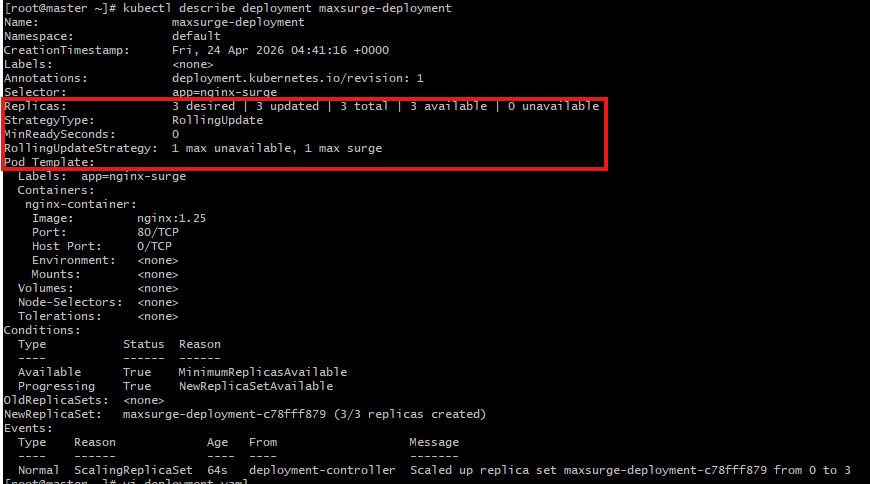 [root@master ~]# kubectl describe deployment maxsurge-deployment
Name:                   maxsurge-deployment
Namespace:              default
CreationTimestamp:      Fri, 24 Apr 2026 04:41:16 +0000
Labels:                 <none>
Annotations:            deployment.kubernetes.io/revision: 1
Selector:               app=nginx-surge
Replicas:               3 desired | 3 updated | 3 total | 3 available | 0 unavailable
StrategyType:           RollingUpdate
MinReadySeconds:        0
RollingUpdateStrategy:  1 max unavailable, 1 max surge
Pod Template:
  Labels:  app=nginx-surge
  Containers:
   nginx-container:
    Image:         nginx:1.25
    Port:          80/TCP
    Host Port:     0/TCP
    Environment:   <none>
    Mounts:        <none>
  Volumes:         <none>
  Node-Selectors:  <none>
  Tolerations:     <none>
Conditions:
  Type           Status  Reason
  ----           ------  ------
  Available      True    MinimumReplicasAvailable
  Progressing    True    NewReplicaSetAvailable
OldReplicaSets:  <none>
NewReplicaSet:   maxsurge-deployment-c78fff879 (3/3 replicas created)
Events:
  Type    Reason             Age   From                   Message
  ----    ------             ----  ----                   -------
  Normal  ScalingReplicaSet  64s   deployment-controller  Scaled up replica set maxsurge-deployment-c78fff879 from 0 to 3
[root@master ~]# vi deployment.yaml